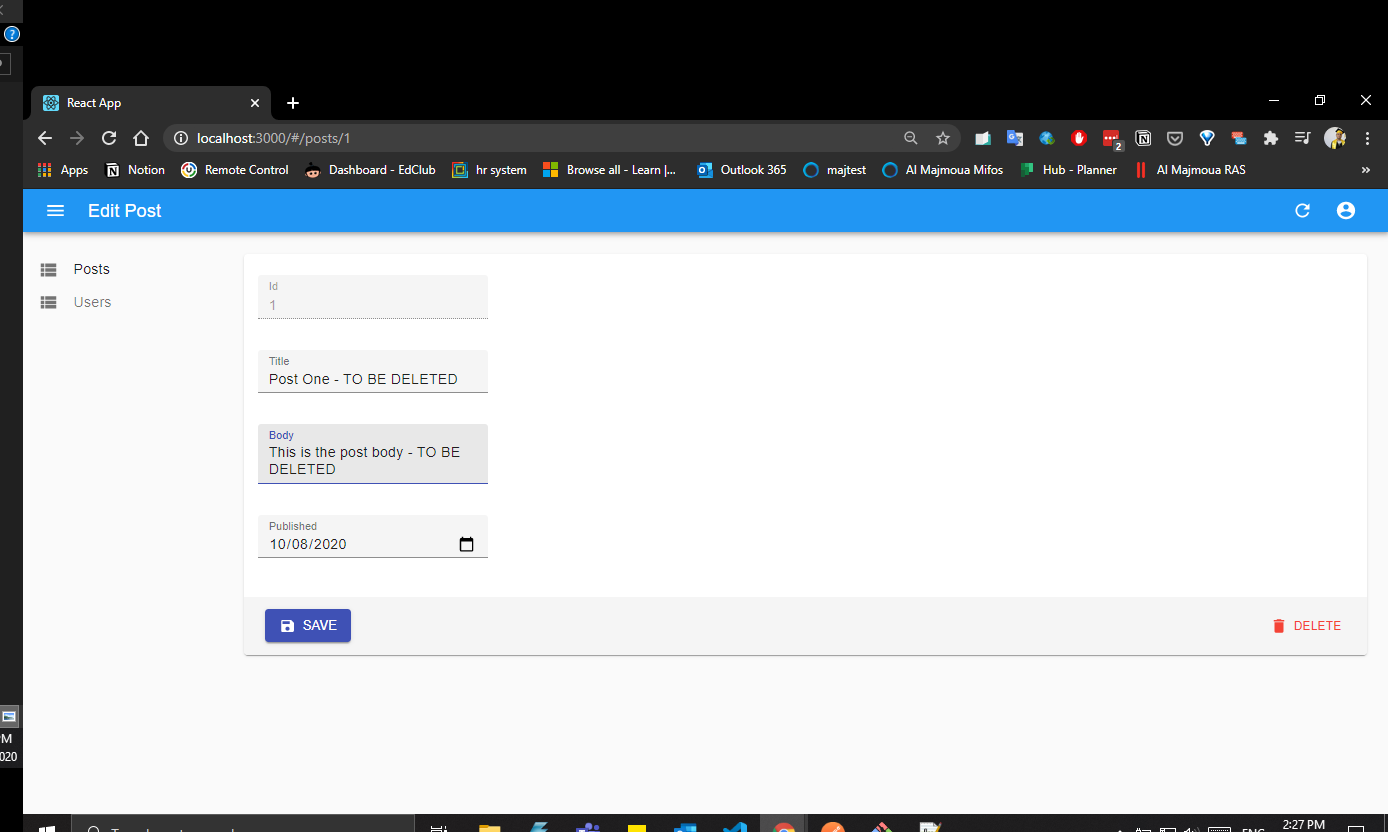 ?
React App
localhost:3000/#/posts/1
2
Apps
Notion
Remote Control
Dashboard - EdClub
hr system
Browse all - Learn |...
Outlook 365
majtest
Al Majmoua Mifos
Hub - Planner
Al Majmoua RAS
»
Edit Post
Posts
Users
Id
1
Title
Post One - TO BE DELETED
Body
This is the post body - TO BE
DELETED
Published
10/08/2020
SAVE
DELETE
PM
020
ENG
2:27 PM